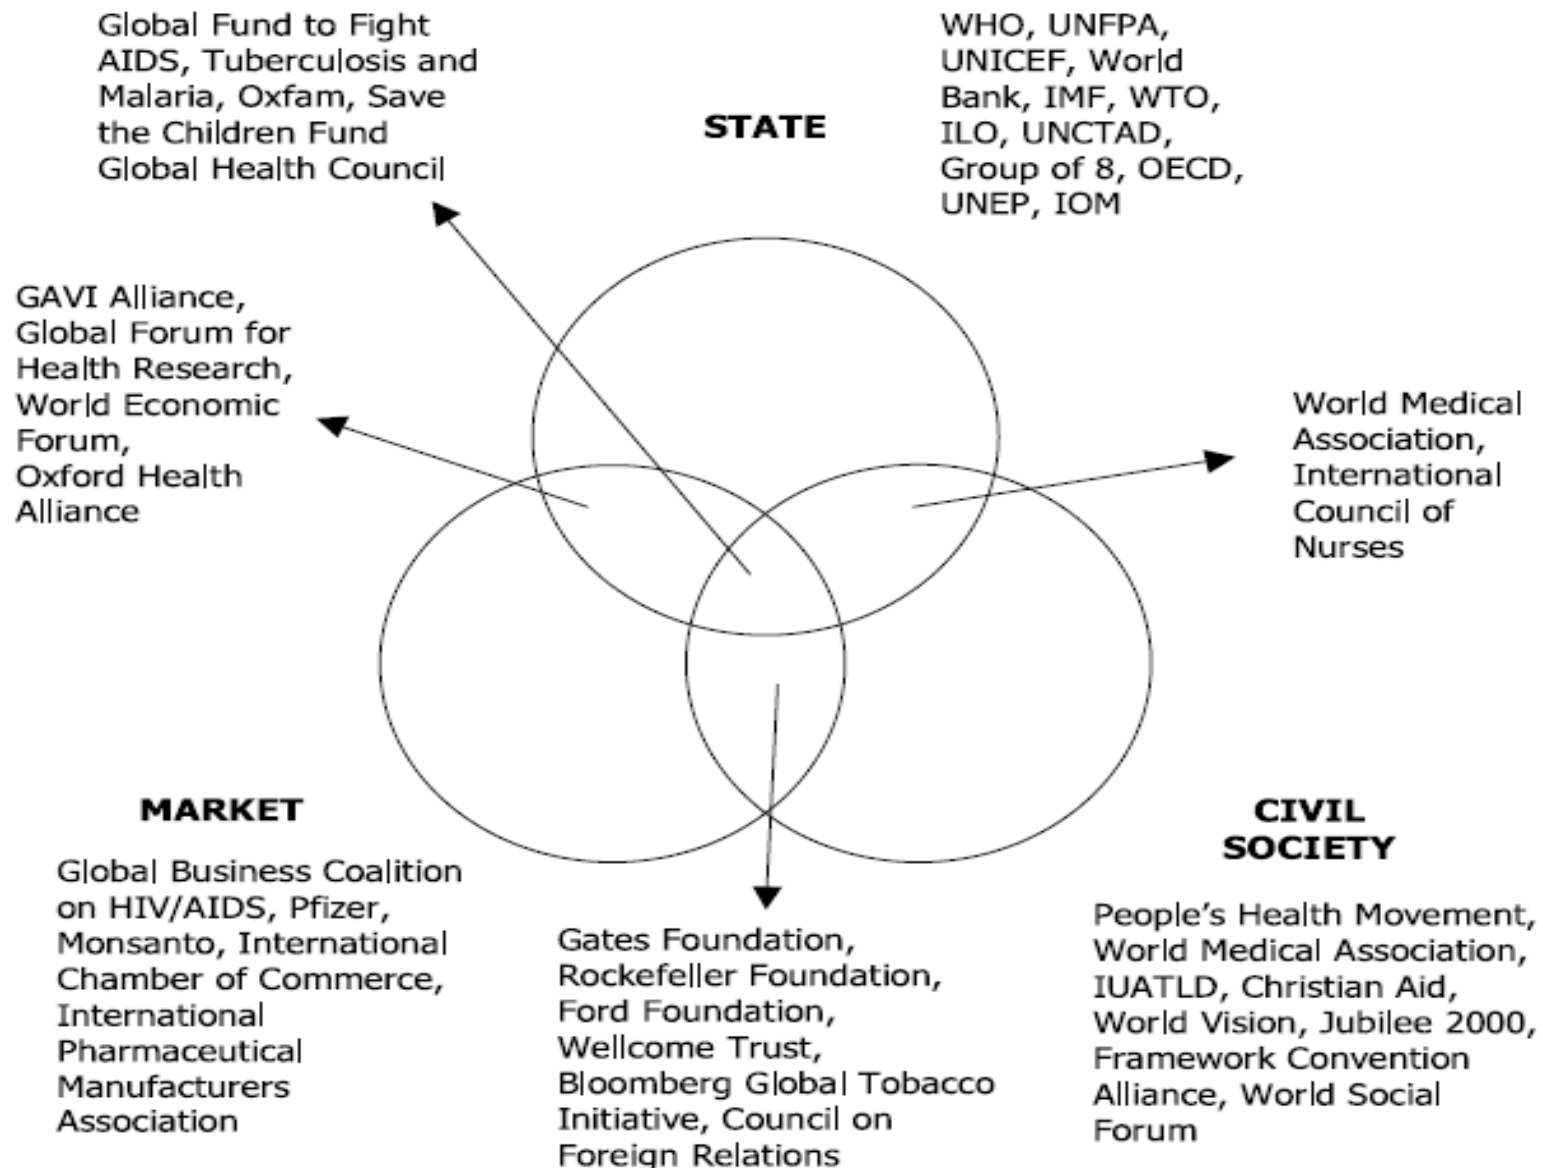 Global Fund to Fight
AIDS, Tuberculosis and
Malaria, Oxfam, Save
the Children Fund
Global Health Council
STATE
WHO, UNFPA,
UNICEF, World
Bank, IMF, WTO,
ILO, UNCTAD,
Group of 8, OECD,
UNEP, IOM
GAVI Alliance,
Global Forum for
Health Research,
World Economic
Forum,
Oxford Health
Alliance
World Medical
Association,
International
Council of
Nurses
MARKET
Global Business Coalition
on HIV/AIDS, Pfizer,
Monsanto, International
Chamber of Commerce,
International
Pharmaceutical
Manufacturers
Association
Gates Foundation,
Rockefeller Foundation,
Ford Foundation,
Wellcome Trust,
Bloomberg Global Tobacco
Initiative, Council on
Foreign Relations
CIVIL
SOCIETY
People’s Health Movement,
World Medical Association,
IUATLD, Christian Aid,
World Vision, Jubilee 2000,
Framework Convention
Alliance, World Social
Forum